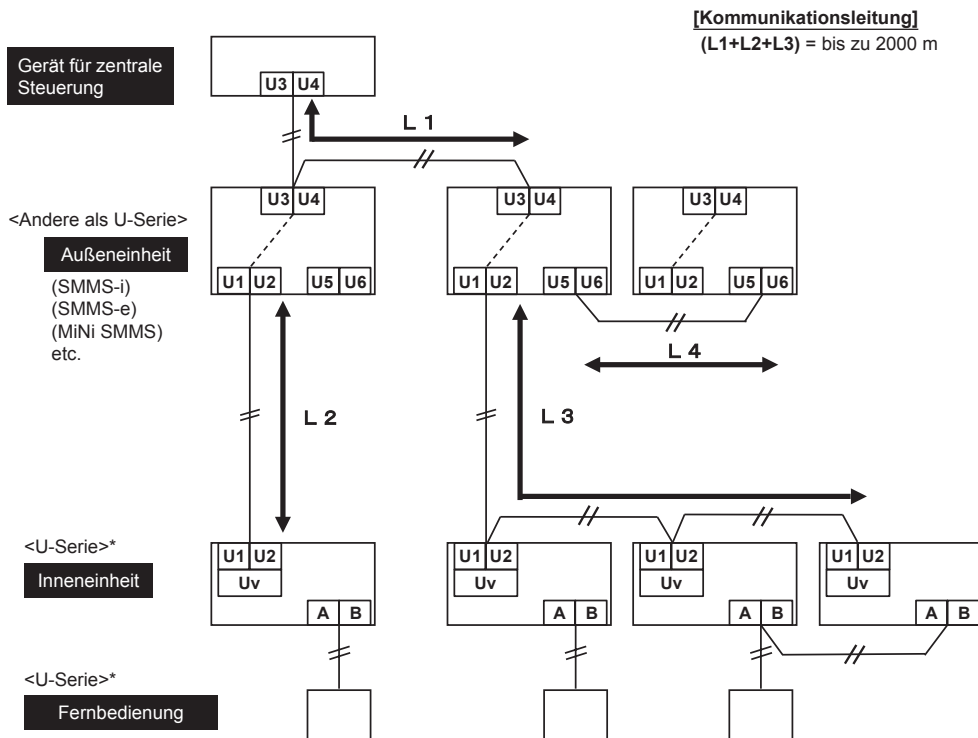 [Kommunikationsleitung]
(L1+L2+L3) = bis zu 2000 m
Gerät für zentrale
Steuerung
U3 U4
L 1
<Andere als U-Serie>
Außeneinheit
(SMMS-i)
(SMMS-e)
(MiNi SMMS)
etc.
U3 U4
U1 U2
U5 U6
U3 U4
U1 U2
U5 U6
U3 U4
U1 U2
U5 U6
L 4
L 2
L 3
<U-Serie>*
Inneneinheit
U1 U2
Uv
A B
U1 U2
Uv
A B
U1 U2
Uv
A B
U1 U2
Uv
A B
<U-Serie>*
Fernbedienung